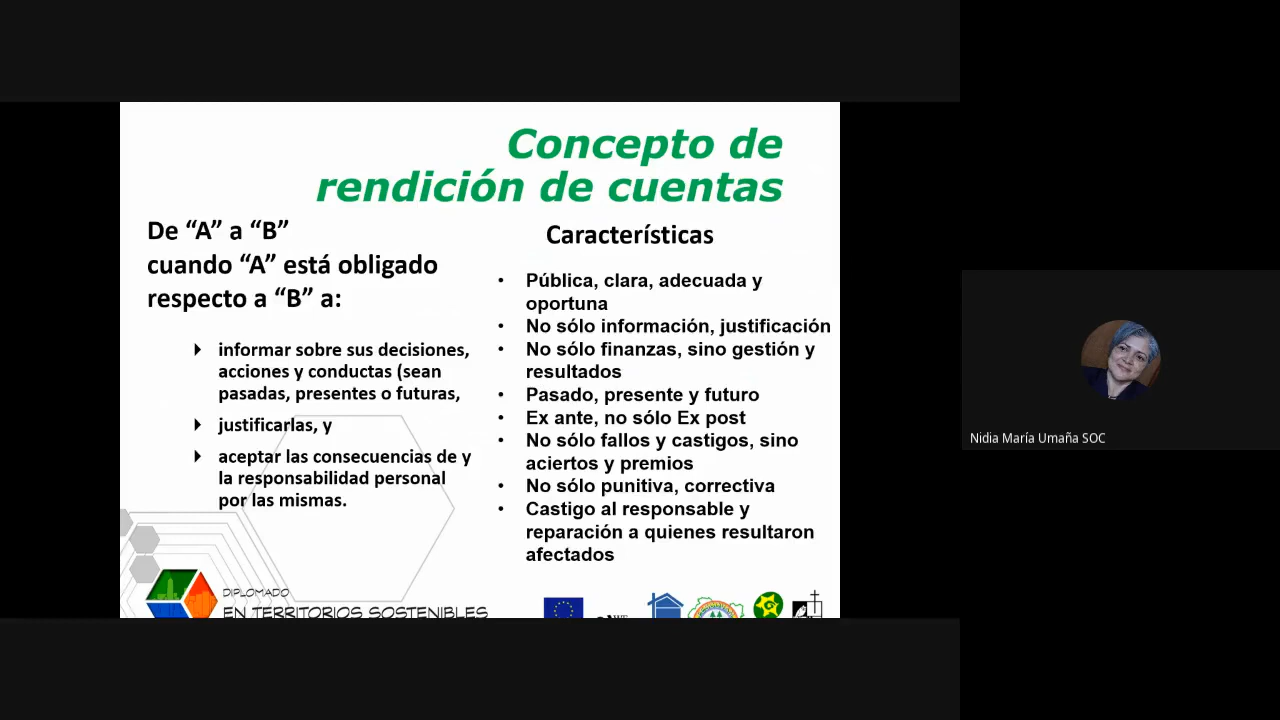 Concepto de
rendición de cuentas
De “A” a “B”
cuando “A” está obligado
respecto a “B” a:
informar sobre sus decisiones,
acciones y conductas (sean
pasadas, presentes o futuras,
justificarlas, y
aceptar las consecuencias de y
la responsabilidad personal
por las mismas.
Características
• Pública, clara, adecuada y
oportuna
• No sólo información, justificación
• No sólo finanzas, sino gestión y
resultados
• Pasado, presente y futuro
• Ex ante, no sólo Ex post
• No sólo fallos y castigos, sino
aciertos y premios
• No sólo punitiva, correctiva
• Castigo al responsable y
reparación a quienes resultaron
afectados
DIPLOMADO
EN TERRITORIOS SOSTENIBLES
Nidia María Umaña SOC